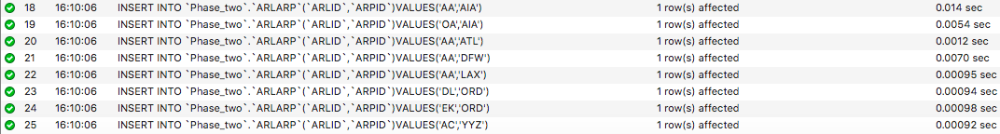 18 16:10:06 INSERT INTO `Phase_two`.`ARLARP`(`ARLID`,`ARPID`)VALUES('AA','AIA') 1 row(s) affected 0.014 sec
19 16:10:06 INSERT INTO `Phase_two`.`ARLARP`(`ARLID`,`ARPID`)VALUES('OA','AIA') 1 row(s) affected 0.0054 sec
20 16:10:06 INSERT INTO `Phase_two`.`ARLARP`(`ARLID`,`ARPID`)VALUES('AA','ATL') 1 row(s) affected 0.0012 sec
21 16:10:06 INSERT INTO `Phase_two`.`ARLARP`(`ARLID`,`ARPID`)VALUES('AA','DFW') 1 row(s) affected 0.0070 sec
22 16:10:06 INSERT INTO `Phase_two`.`ARLARP`(`ARLID`,`ARPID`)VALUES('AA','LAX') 1 row(s) affected 0.00095 sec
23 16:10:06 INSERT INTO `Phase_two`.`ARLARP`(`ARLID`,`ARPID`)VALUES('DL','ORD') 1 row(s) affected 0.00094 sec
24 16:10:06 INSERT INTO `Phase_two`.`ARLARP`(`ARLID`,`ARPID`)VALUES('EK','ORD') 1 row(s) affected 0.00098 sec
25 16:10:06 INSERT INTO `Phase_two`.`ARLARP`(`ARLID`,`ARPID`)VALUES('AC','YYZ') 1 row(s) affected 0.00092 sec